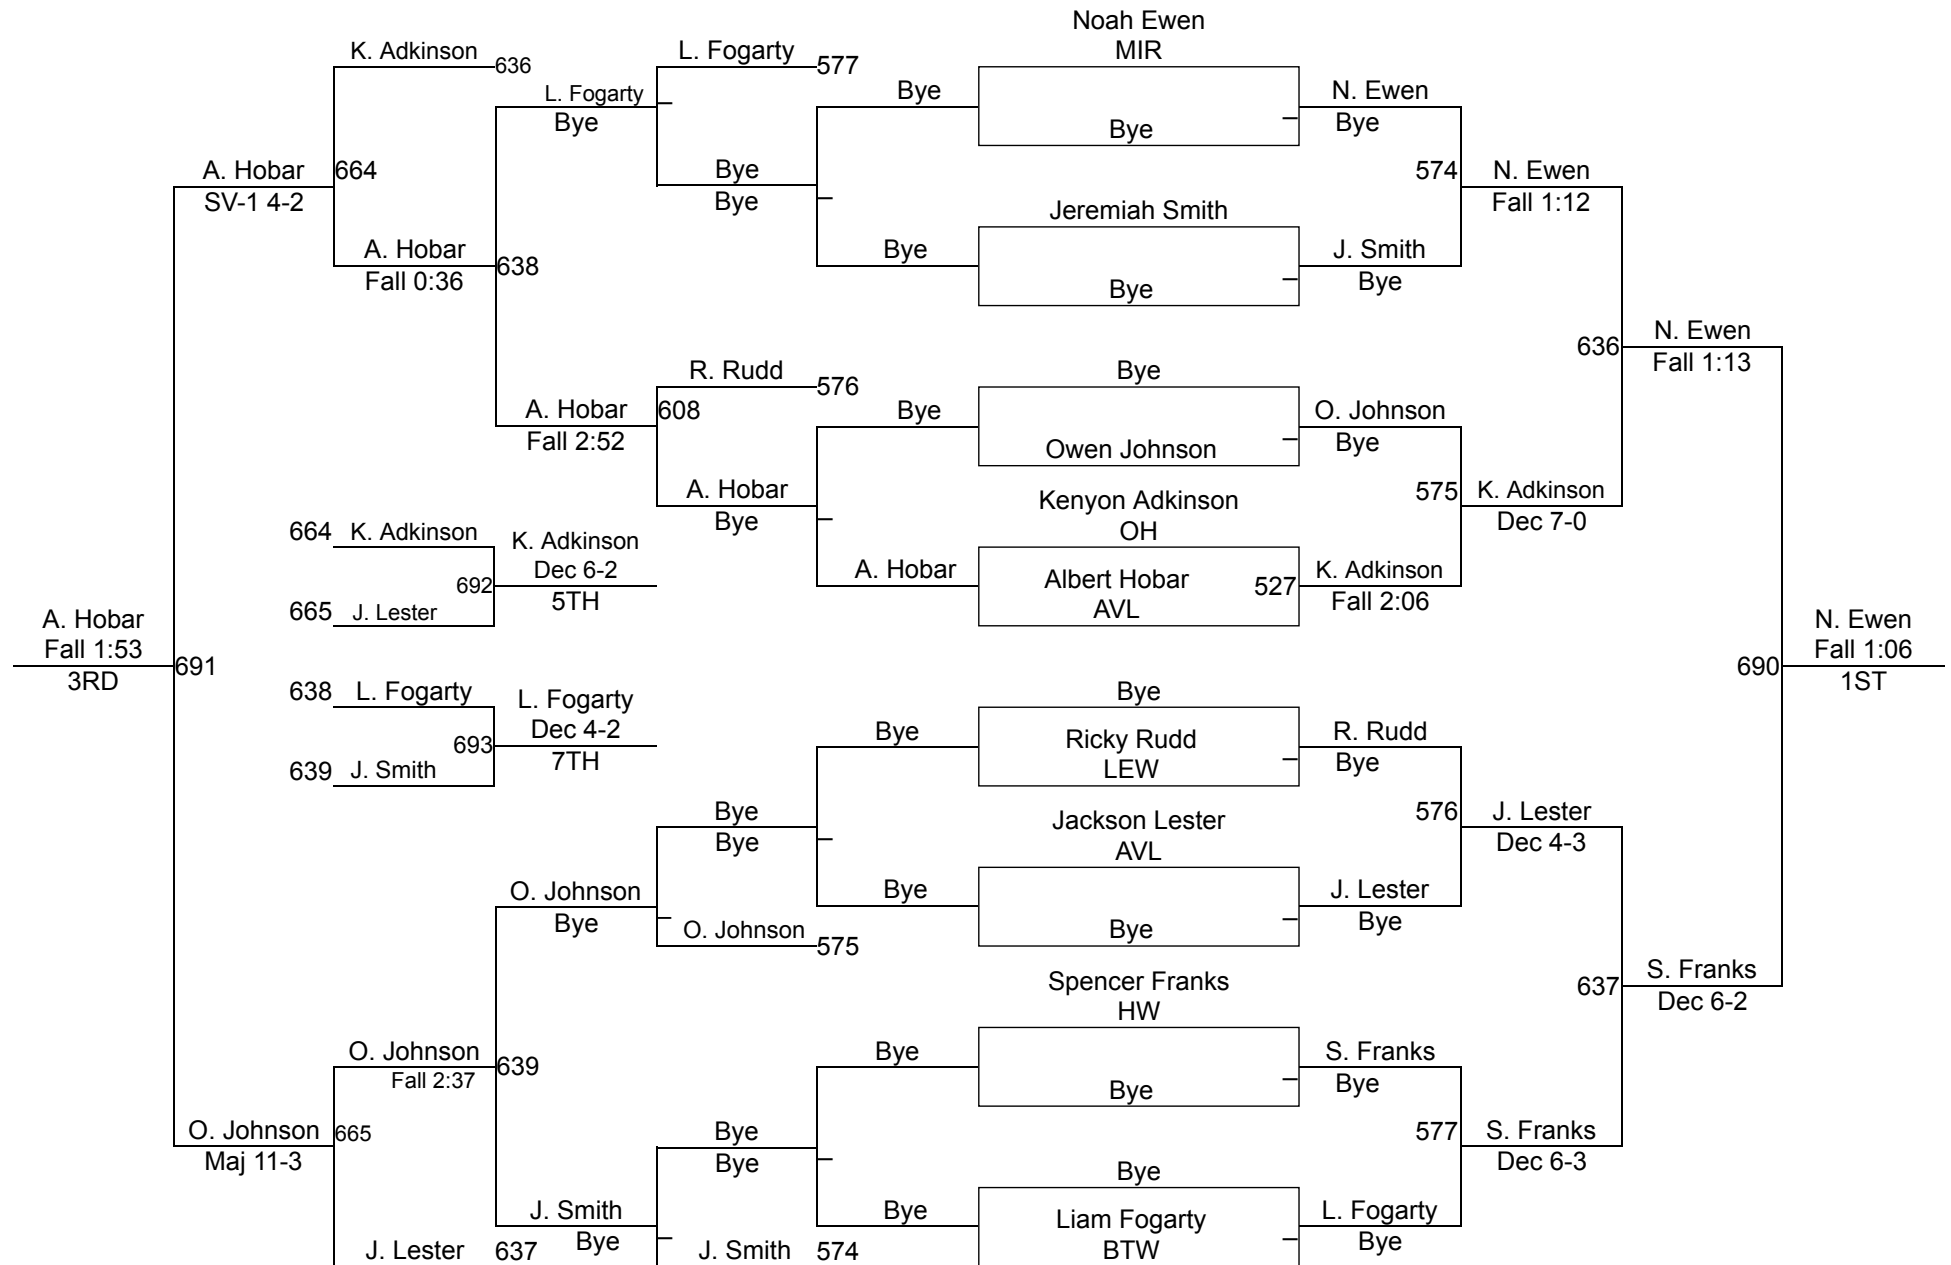 Noah Ewen
MIR
K. Adkinson
636
L. Fogarty
577
L. Fogarty
Bye
Bye
Bye
N. Ewen
Bye
A. Hobar
SV-1 4-2
664
Bye
Bye
574
N. Ewen
Fall 1:12
Jeremiah Smith
A. Hobar
Fall 0:36
638
Bye
Bye
J. Smith
Bye
636
N. Ewen
Fall 1:13
R. Rudd
576
Bye
A. Hobar
Fall 2:52
608
Bye
Owen Johnson
O. Johnson
Bye
A. Hobar
Bye
Kenyon Adkinson
OH
575
K. Adkinson
Dec 7-0
664
K. Adkinson
K. Adkinson
Dec 6-2
5TH
692
665
J. Lester
A. Hobar
Albert Hobar
AVL
527
K. Adkinson
Fall 2:06
A. Hobar
Fall 1:53
3RD
691
690
N. Ewen
Fall 1:06
1ST
638
L. Fogarty
L. Fogarty
Dec 4-2
7TH
693
639
J. Smith
Bye
Bye
Ricky Rudd
LEW
R. Rudd
Bye
Bye
Bye
Jackson Lester
AVL
576
J. Lester
Dec 4-3
O. Johnson
Bye
Bye
Bye
J. Lester
Bye
O. Johnson
575
Spencer Franks
HW
637
S. Franks
Dec 6-2
O. Johnson
Fall 2:37
639
Bye
Bye
S. Franks
Bye
O. Johnson
Maj 11-3
665
Bye
Bye
577
S. Franks
Dec 6-3
Bye
J. Smith
Bye
Bye
Liam Fogarty
BTW
L. Fogarty
Bye
J. Lester
637
J. Smith
574